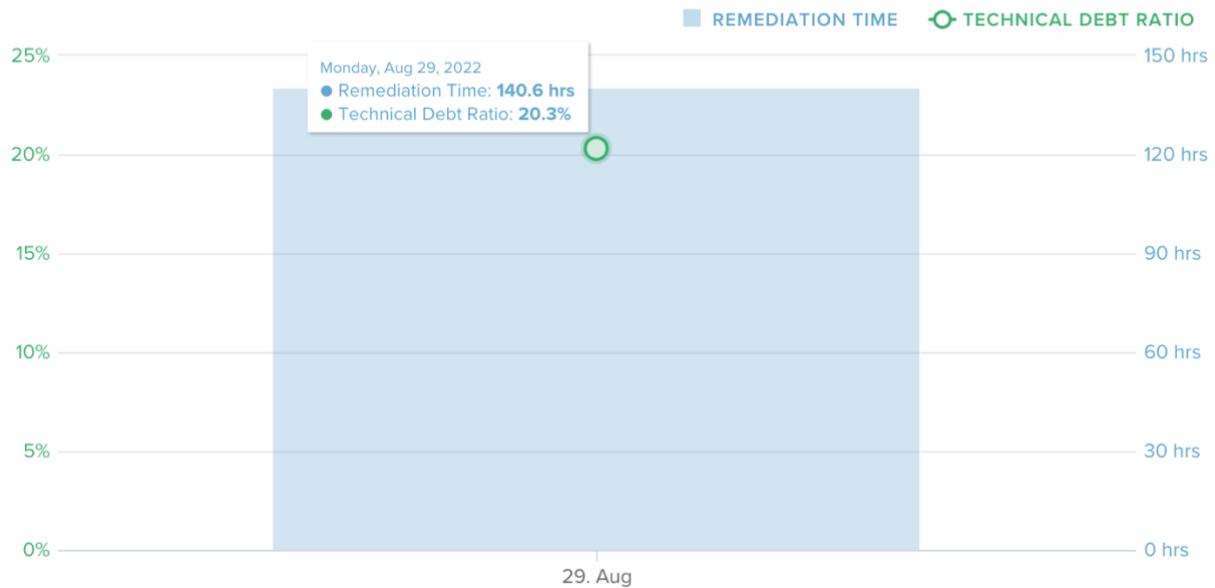 REMEDIATION TIME TECHNICAL DEBT RATIO
25% 150 hrs
Monday, Aug 29, 2022
Remediation Time: 140.6 hrs
Technical Debt Ratio: 20.3%
20% 120 hrs
15% 90 hrs
10% 60 hrs
5% 30 hrs
0% 0 hrs
29. Aug